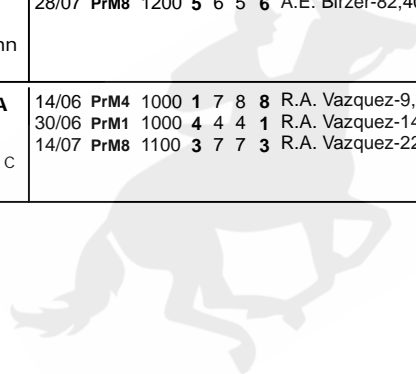 28/07 PrM8 1200 5 6 5 6 A.E. Birzer-82,40
nn
A 14/06 PrM4 1000 1 7 8 8 R.A. Vazquez-9,
30/06 PrM1 1000 4 4 4 1 R.A. Vazquez-14
C 14/07 PrM8 1100 3 7 7 3 R.A. Vazquez-22